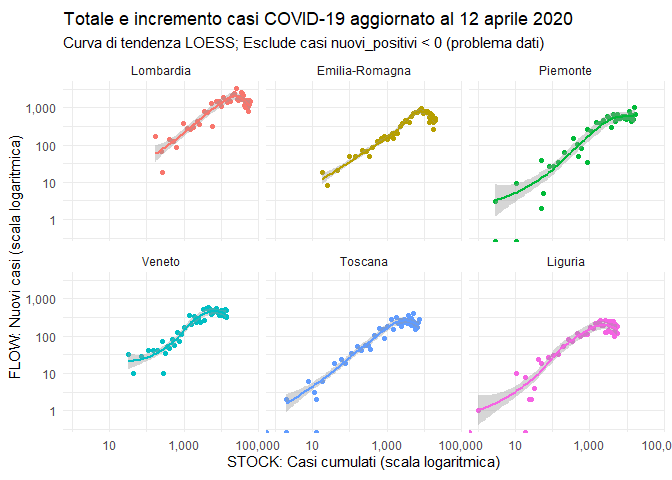 Totale e incremento casi COVID-19 aggiornato al 12 aprile 2020
Curva di tendenza LOESS; Esclude casi nuovi_positivi < 0 (problema dati)
Lombardia Emilia-Romagna Piemonte
1,000
100
10
1
FLOW: Nuovi casi (scala logaritmica)
Veneto Toscana Liguria
1,000
100
10
1
10 1,000 100,000 10 1,000 100,000 10 1,000 100,000
STOCK: Casi cumulati (scala logaritmica)